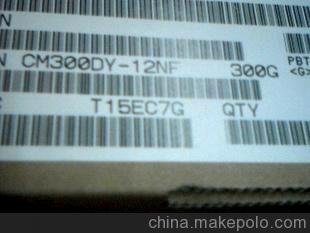 N
PBT
N CM300DY-12NF 300G <G>
C T15EC7G QTY
china.makepolo.com